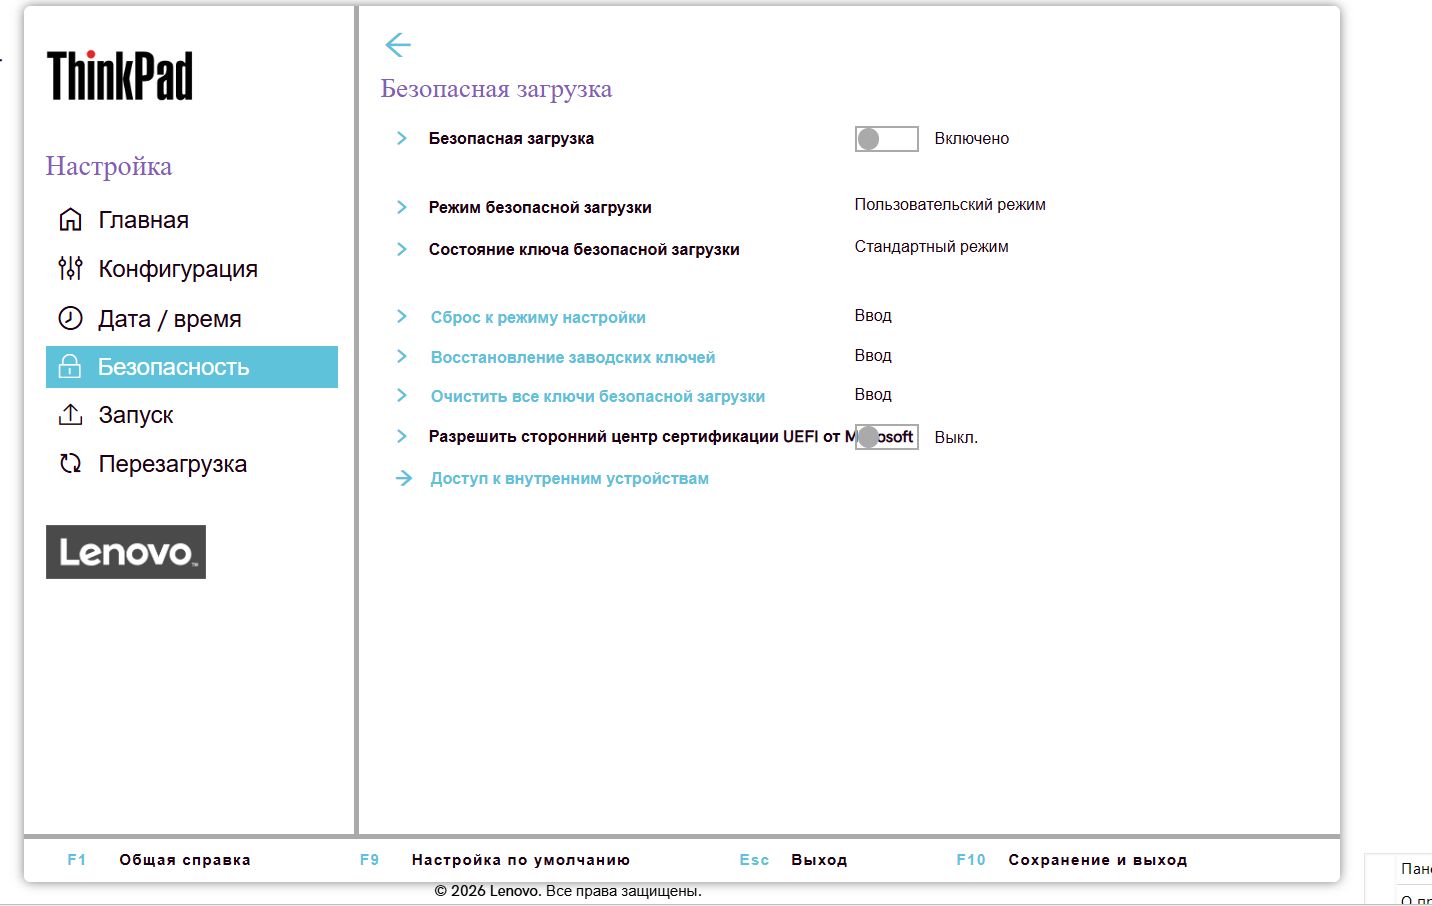 ThinkPad
Настройка
Главная
Конфигурация
Дата / время
Безопасность
Запуск
Перезагрузка
Lenovo™
Безопасная загрузка
Безопасная загрузка Включено
Режим безопасной загрузки Пользовательский режим
Состояние ключа безопасной загрузки Стандартный режим
Сброс к режиму настройки Ввод
Восстановление заводских ключей Ввод
Очистить все ключи безопасной загрузки Ввод
Разрешить сторонний центр сертификации UEFI от Microsoft Выкл.
Доступ к внутренним устройствам
F1 Общая справка F9 Настройка по умолчанию Esc Выход F10 Сохранение и выход
© 2026 Lenovo. Все права защищены.